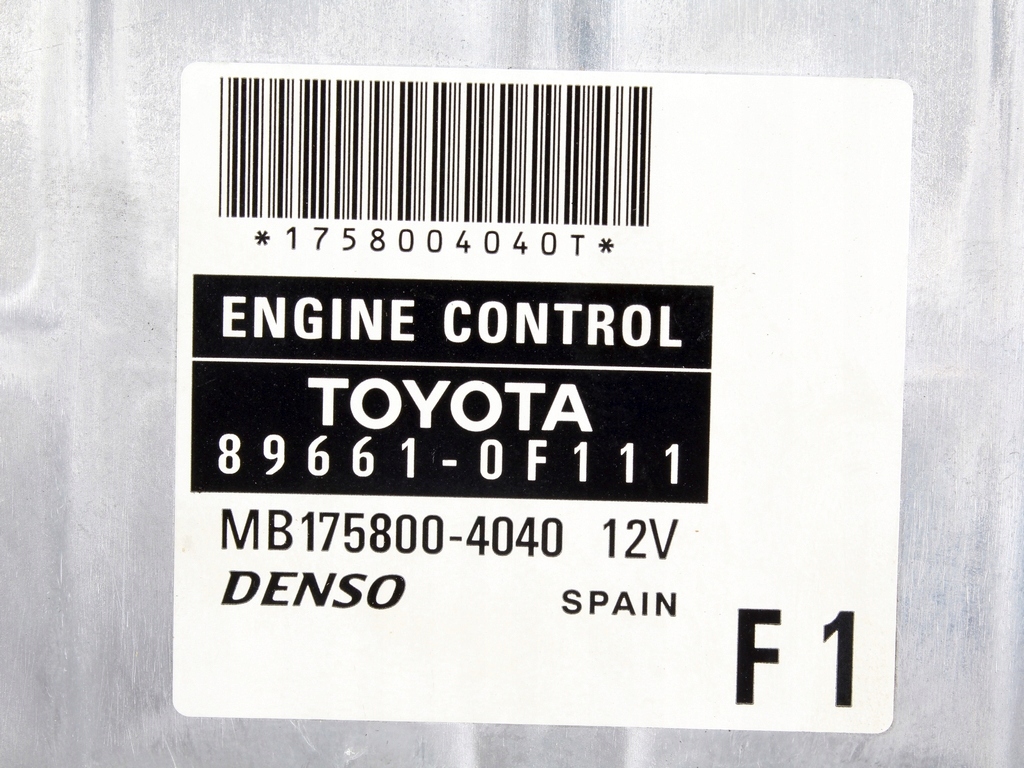 *1758004040T*
ENGINE CONTROL
TOYOTA
89661-0F111
MB175800-4040 12V
DENSO SPAIN
F1